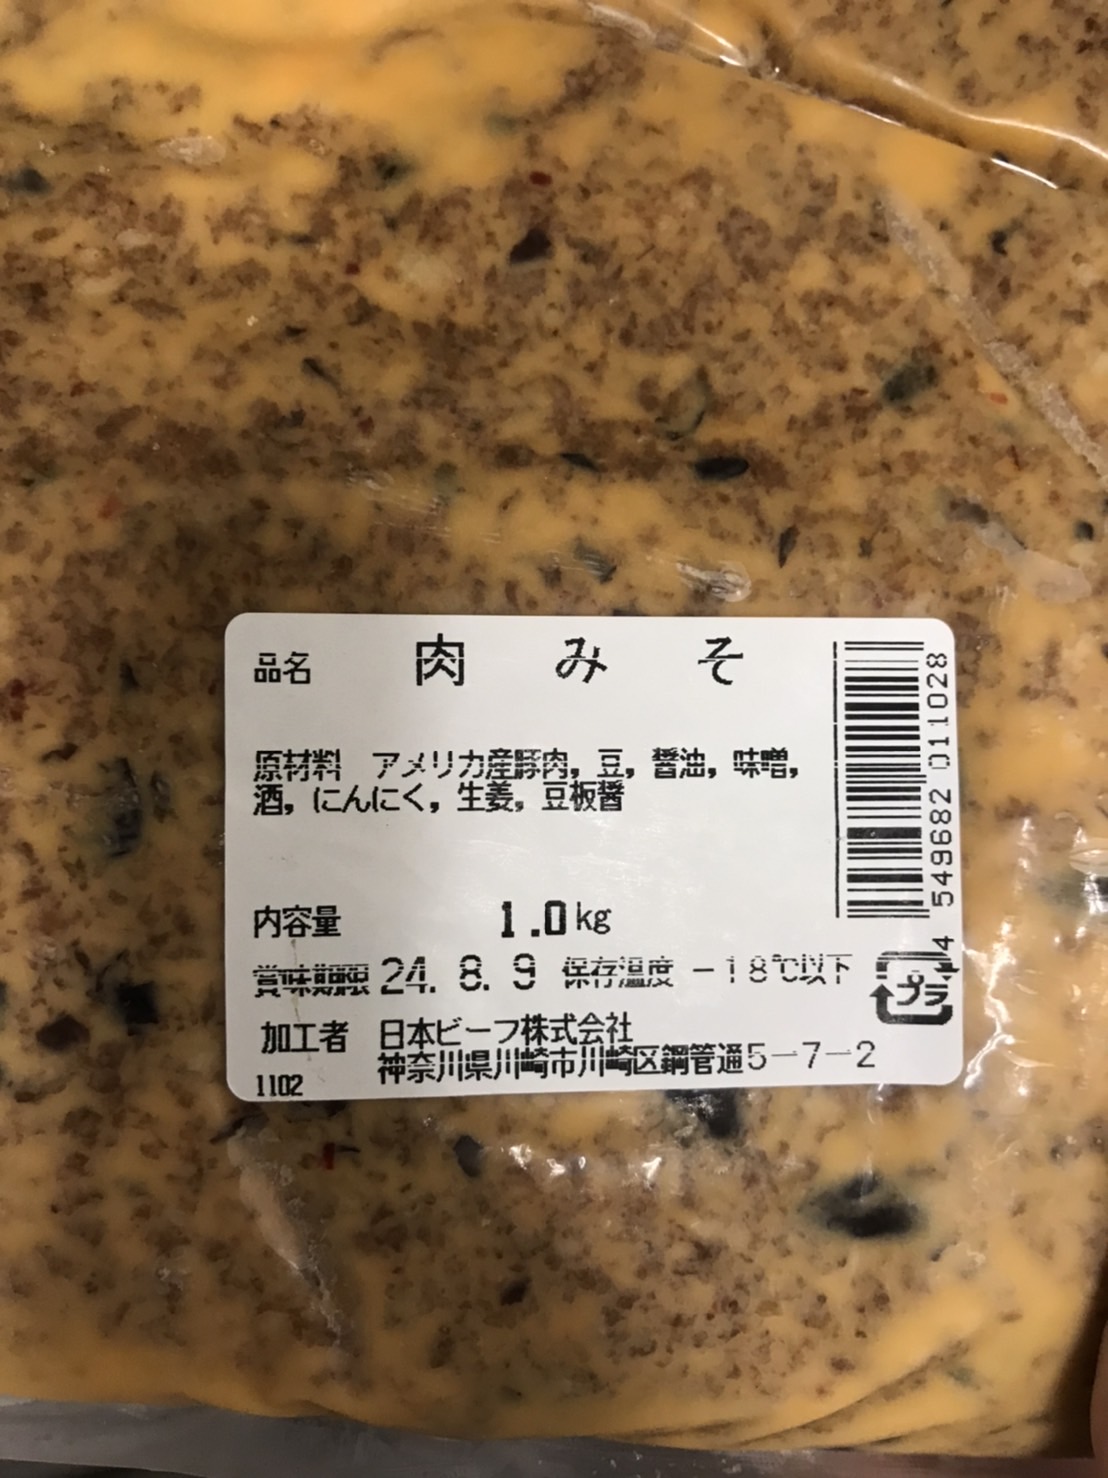 品名 肉みそ
原材料 アメリカ産豚肉，豆，醤油，味噌，
酒，にんにく，生姜，豆板醤
内容量 1.0kg
賞味期限 24. 8. 9 保存温度 －18℃以下
加工者 日本ビーフ株式会社
神奈川県川崎市川崎区鋼管通5－7－2
1102
4 549682 011028
プラ